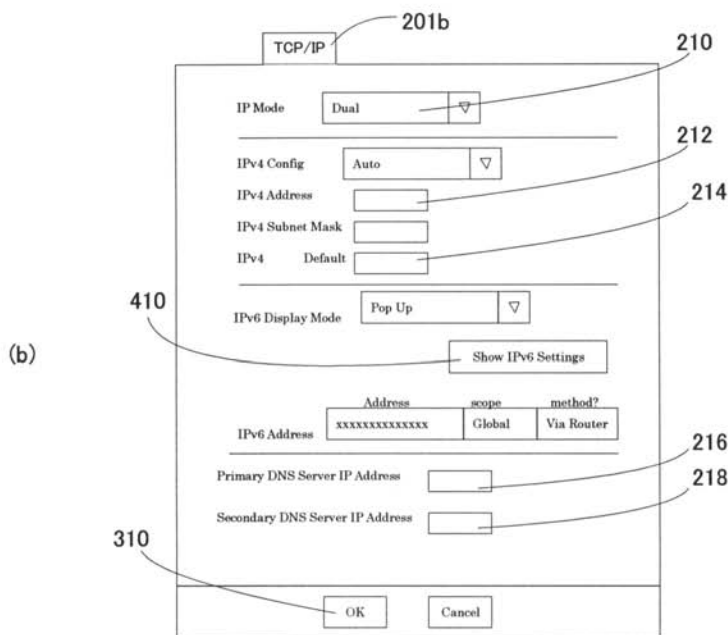 201b
TCP/IP
210
IP Mode Dual
212
IPv4 Config Auto
IPv4 Address
214
IPv4 Subnet Mask
IPv4 Default
410
IPv6 Display Mode Pop Up
(b)
Show IPv6 Settings
Address scope method?
IPv6 Address xxxxxxxxxxxxxx Global Via Router
216
Primary DNS Server IP Address
218
Secondary DNS Server IP Address
310
OK Cancel